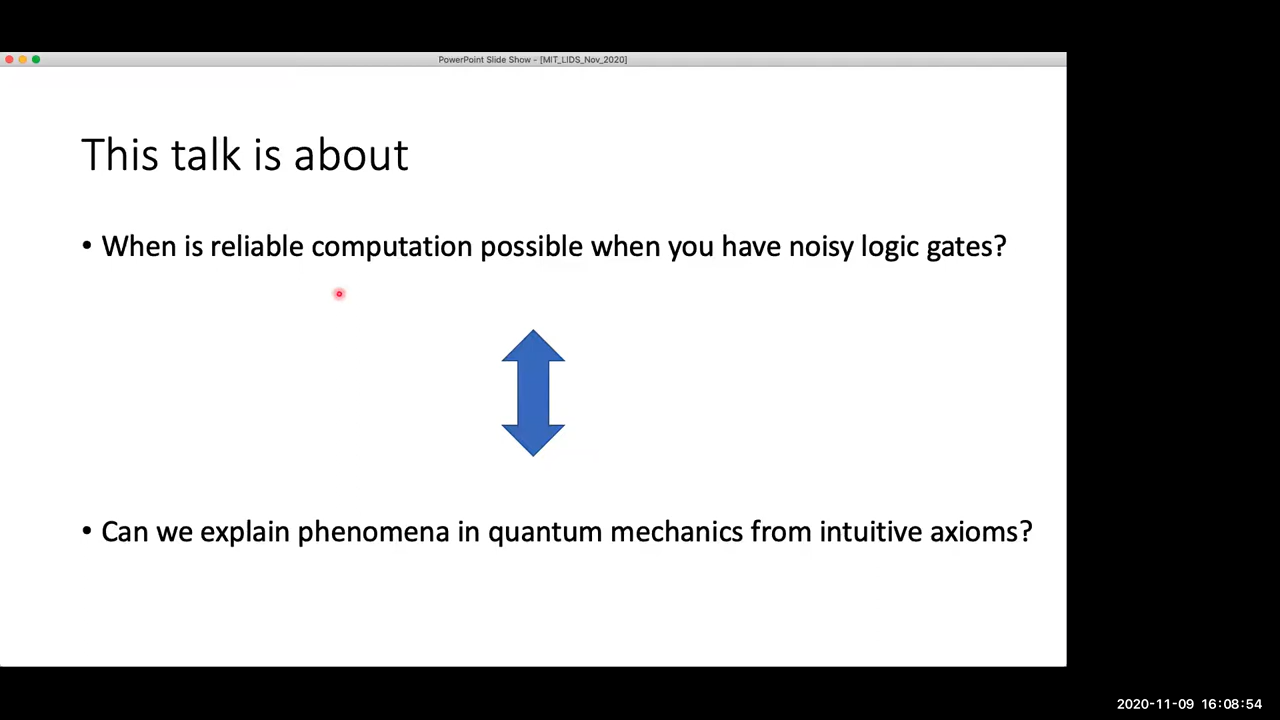 PowerPoint Slide Show - [MIT_LIDS_Nov_2020]
This talk is about
• When is reliable computation possible when you have noisy logic gates?
• Can we explain phenomena in quantum mechanics from intuitive axioms?
2020-11-09 16:08:54